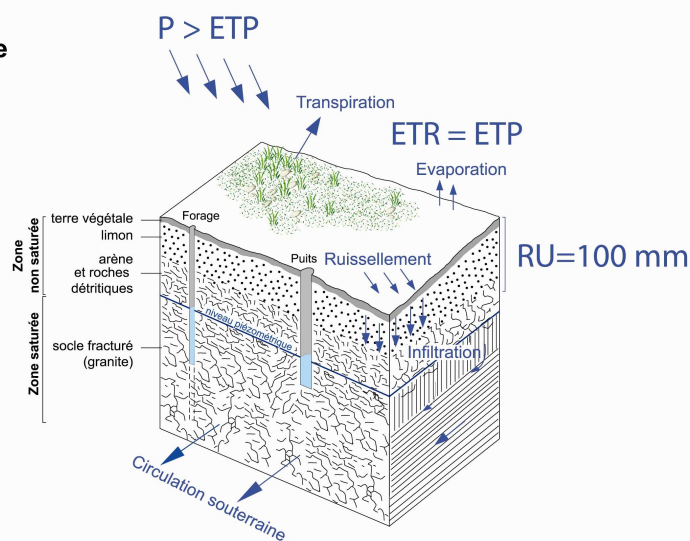 e
P > ETP
Transpiration
ETR = ETP
Evaporation
terre végétale
Forage
limon
Zone
non saturée
arène
et roches
détritiques
Puits
Ruissellement
RU=100 mm
niveau piézométrique
Infiltration
Zone saturée
socle fracturé
(granite)
Circulation souterraine